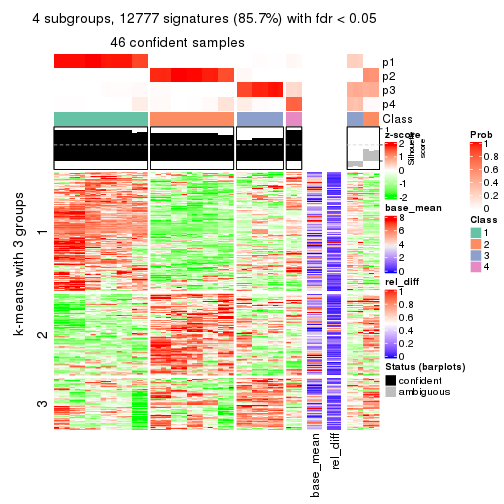 4 subgroups, 12777 signatures (85.7%) with fdr < 0.05
46 confident samples
p1
p2
p3
p4
Class
1
Silhouette
score
k-means with 3 groups
1
2
3
base_mean
rel_diff
z-score
2
1
0
-1
-2
base_mean
8
6
4
2
0
rel_diff
1
0.8
0.6
0.4
0.2
0
Status (barplots)
confident
ambiguous
Prob
1
0.8
0.6
0.4
0.2
0
Class
1
2
3
4